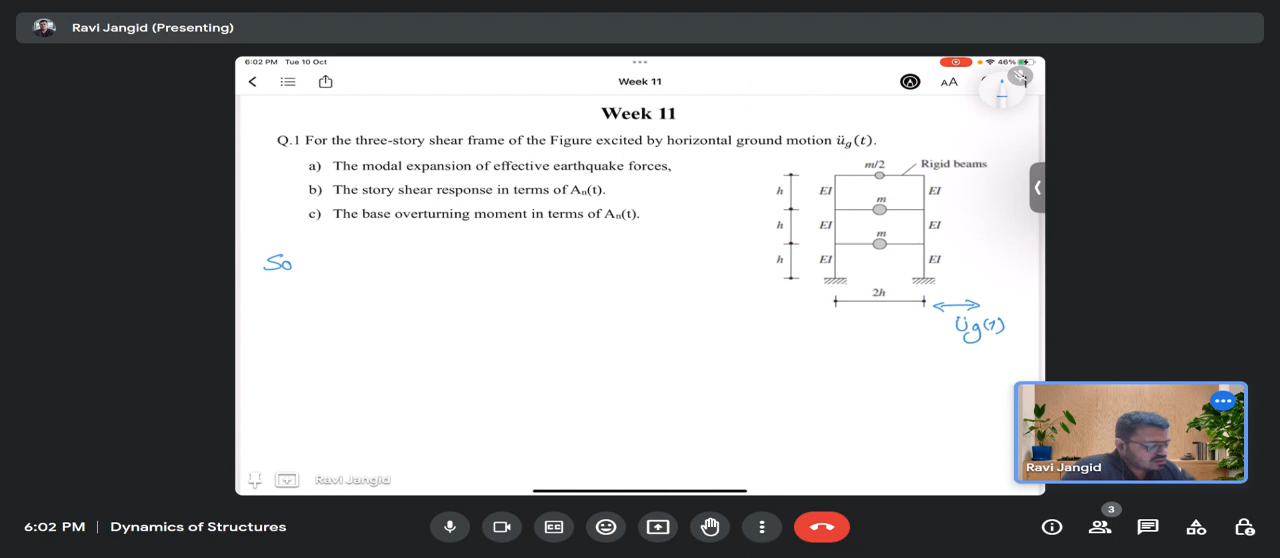 Ravi Jangid (Presenting)
6:02 PM Tue 10 Oct
46%
Week 11
AA
Week 11
Q.1 For the three-story shear frame of the Figure excited by horizontal ground motion üg(t).
a) The modal expansion of effective earthquake forces,
b) The story shear response in terms of An(t).
c) The base overturning moment in terms of An(t).
m/2 Rigid beams
h EI EI
m
h EI EI
m
h EI EI
2h
So
üg(t)
Ravi Jangid
Ravi Jangid
6:02 PM | Dynamics of Structures
CC
3